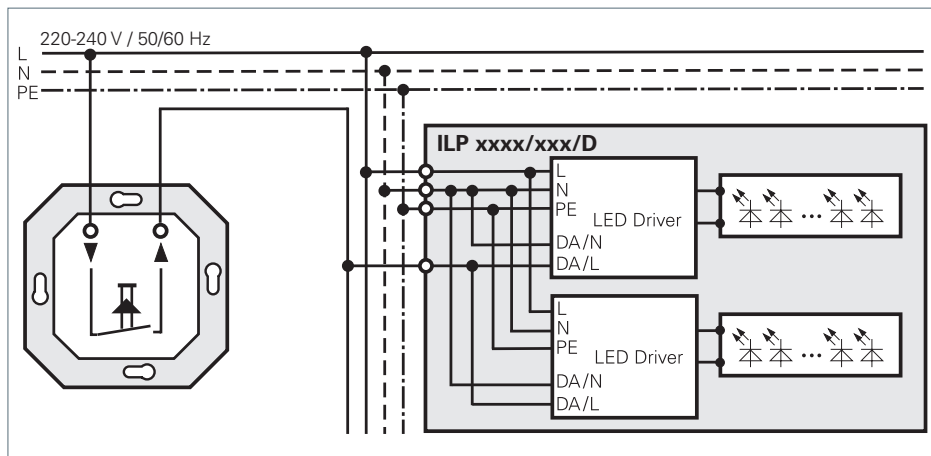 220-240 V / 50/60 Hz
L
N
PE
ILP xxxx/xxx/D
L
N
PE
LED Driver
DA/N
DA/L
L
N
PE
LED Driver
DA/N
DA/L